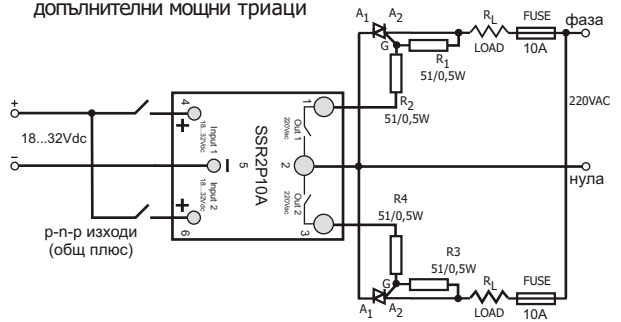 допълнителни мощни триаци
A1 A2
G
RL
LOAD
FUSE
10A
фаза
R1
51/0,5W
R2
51/0,5W
220VAC
+
18...32Vdc
–
4
+
18...32Vdc
Input 1
5
Input 2
18...32Vdc
+
6
SSR2P10A
1
Out 1
220Vac
2
Out 2
220Vac
3
нула
p-n-p изходи
(общ плюс)
R4
51/0,5W
R3
51/0,5W
G
A1 A2
RL
LOAD
FUSE
10A